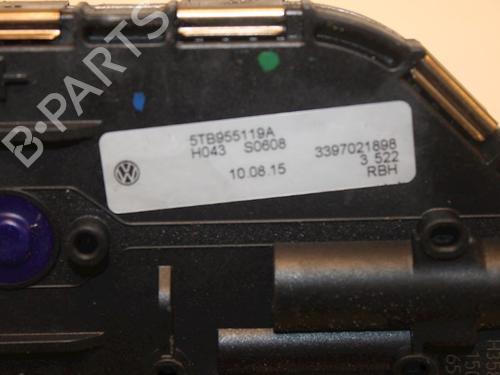 B-PARTS
5TB955119A
H043 S0608 3397021898
3 522
10.08.15 RBH